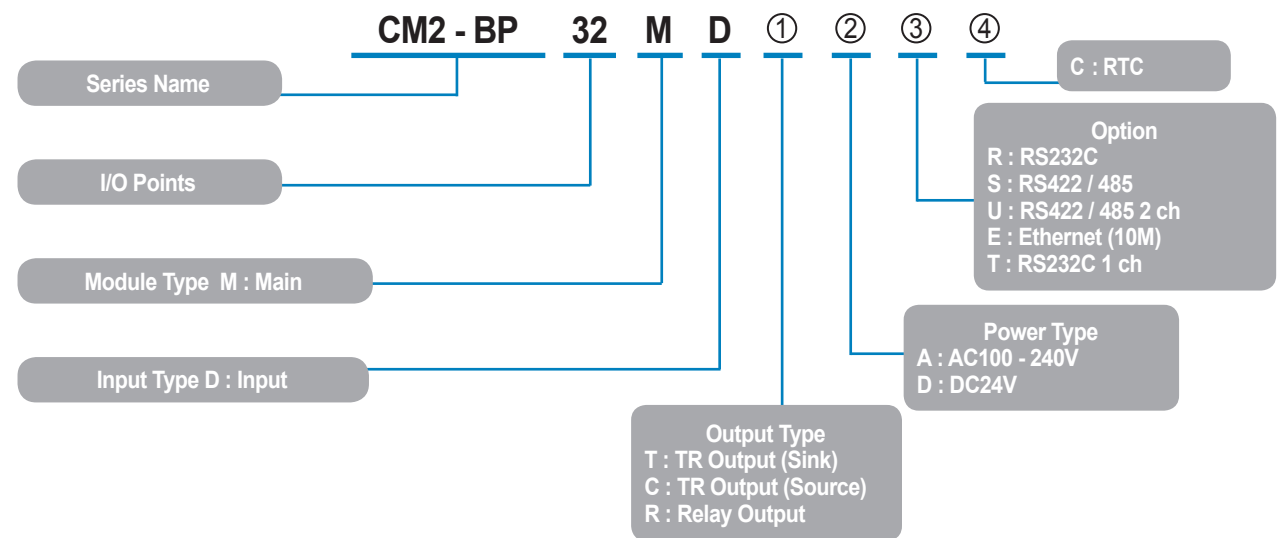 CM2 - BP 32 M D ① ② ③ ④
Series Name
C : RTC
I/O Points
Option
R : RS232C
S : RS422 / 485
U : RS422 / 485 2 ch
E : Ethernet (10M)
T : RS232C 1 ch
Module Type M : Main
Power Type
A : AC100 - 240V
D : DC24V
Input Type D : Input
Output Type
T : TR Output (Sink)
C : TR Output (Source)
R : Relay Output